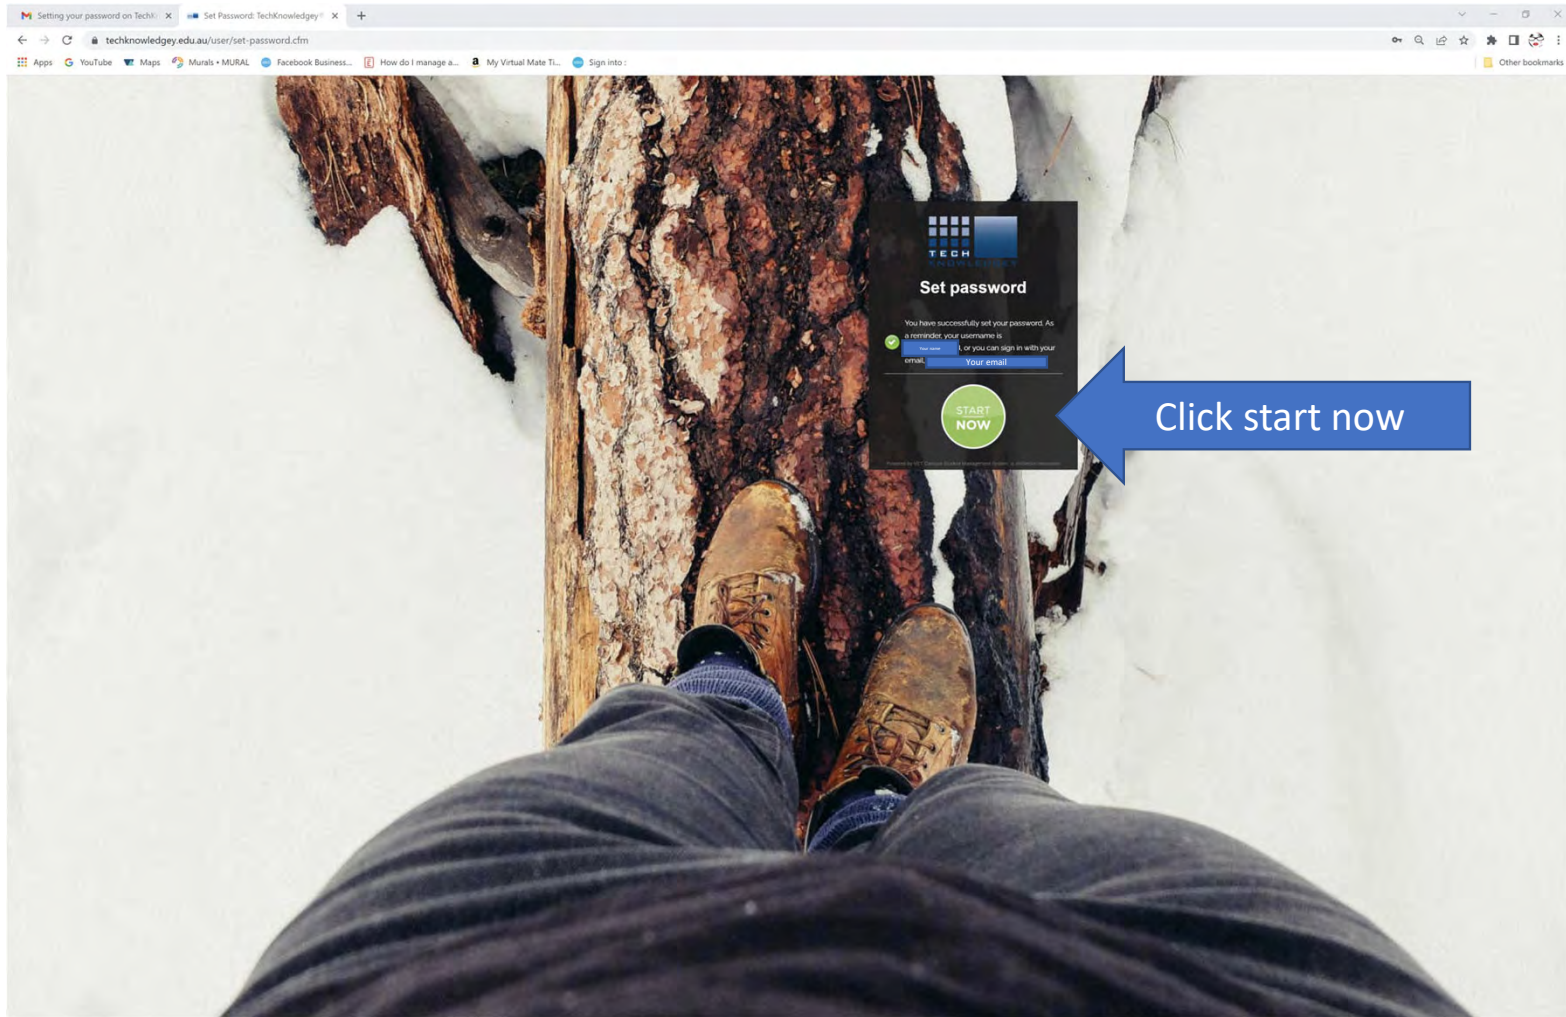 Setting your password on TechK
Set Password: TechKnowledgey
techknowledgey.edu.au/user/set-password.cfm
Apps YouTube Maps Murals • MURAL Facebook Business... How do I manage a... My Virtual Mate Ti... Sign into : Other bookmarks
TECH
KNOWLEDGEY
Set password
You have successfully set your password. As
a reminder, your username is
Your name , or you can sign in with your
email, Your email
START
NOW
Click start now